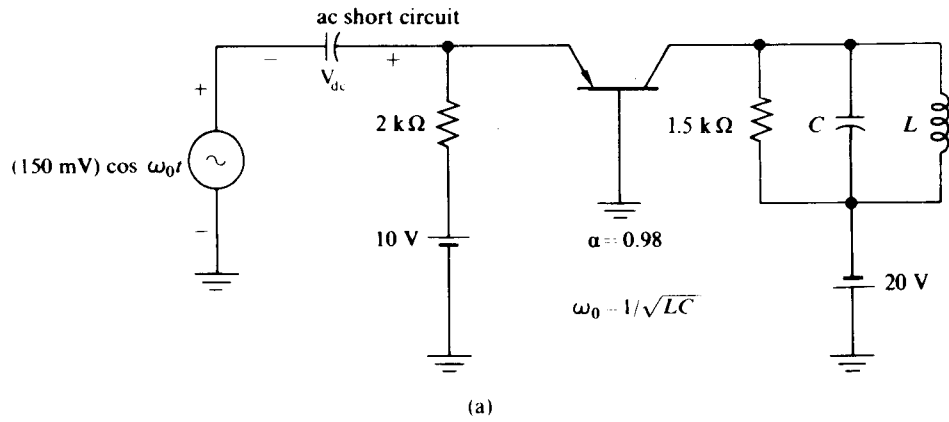 ac short circuit
− +
V_dc
+
(150 mV) cos ω₀t
−
2 kΩ
10 V
α = 0.98
ω₀ = 1/√LC
1.5 kΩ
C
L
20 V
(a)